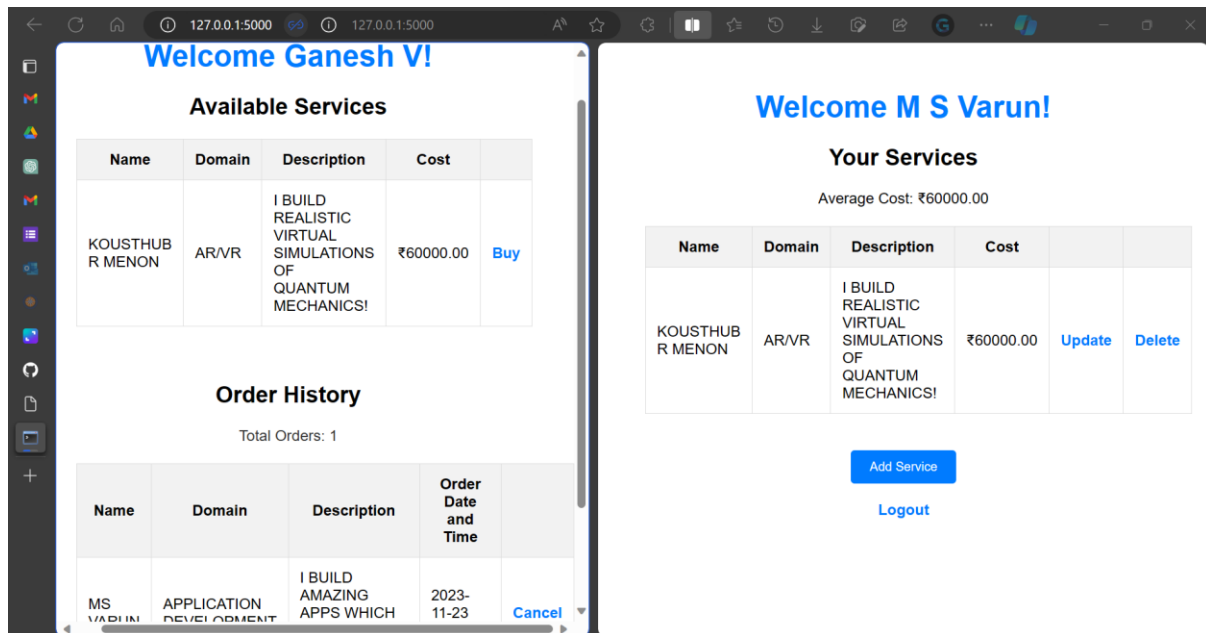 127.0.0.1:5000
127.0.0.1:5000
Welcome Ganesh V!
Available Services
Name Domain Description Cost
KOUSTHUB
R MENON
AR/VR
I BUILD
REALISTIC
VIRTUAL
SIMULATIONS
OF
QUANTUM
MECHANICS!
₹60000.00
Buy
Order History
Total Orders: 1
Name Domain Description Order
Date
and
Time
MS
VARUN
APPLICATION
DEVELOPMENT
I BUILD
AMAZING
APPS WHICH
2023-
11-23
Cancel
Welcome M S Varun!
Your Services
Average Cost: ₹60000.00
Name Domain Description Cost
KOUSTHUB
R MENON
AR/VR
I BUILD
REALISTIC
VIRTUAL
SIMULATIONS
OF
QUANTUM
MECHANICS!
₹60000.00
Update
Delete
Add Service
Logout